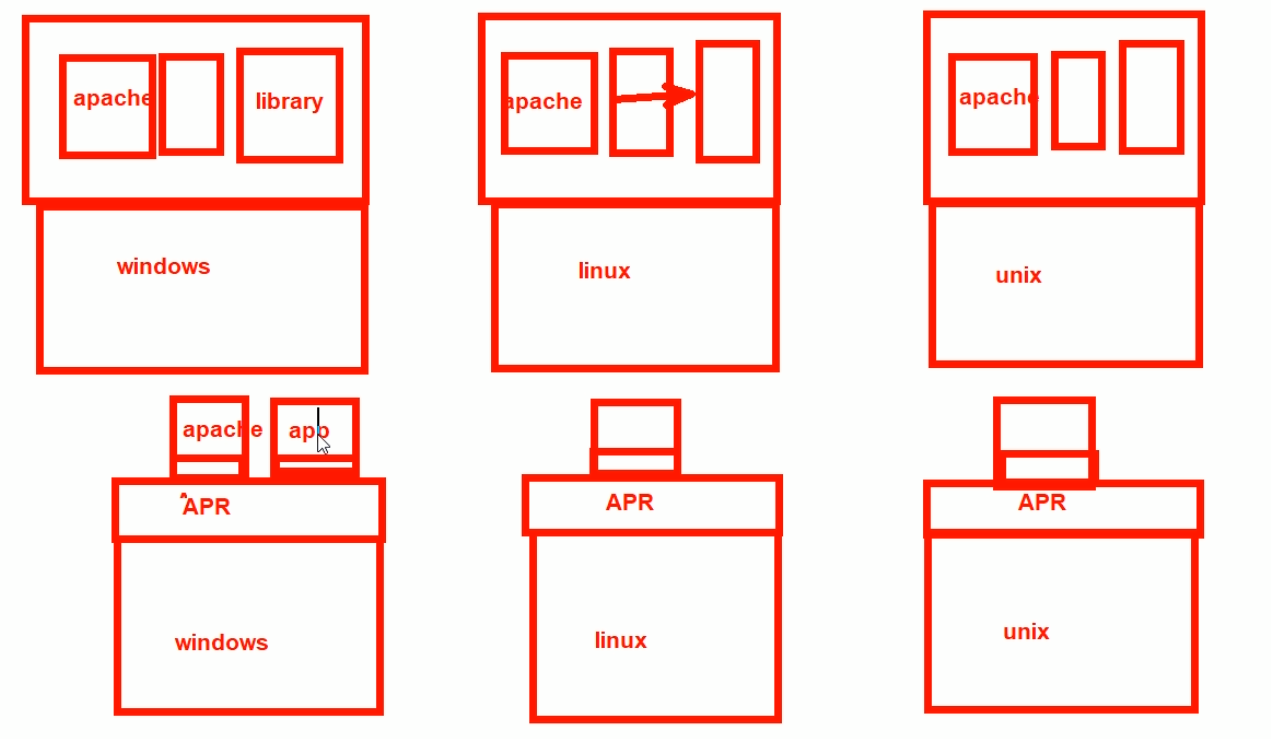 apache
library
apache
apache
windows
linux
unix
apache
app
APR
APR
APR
windows
linux
unix